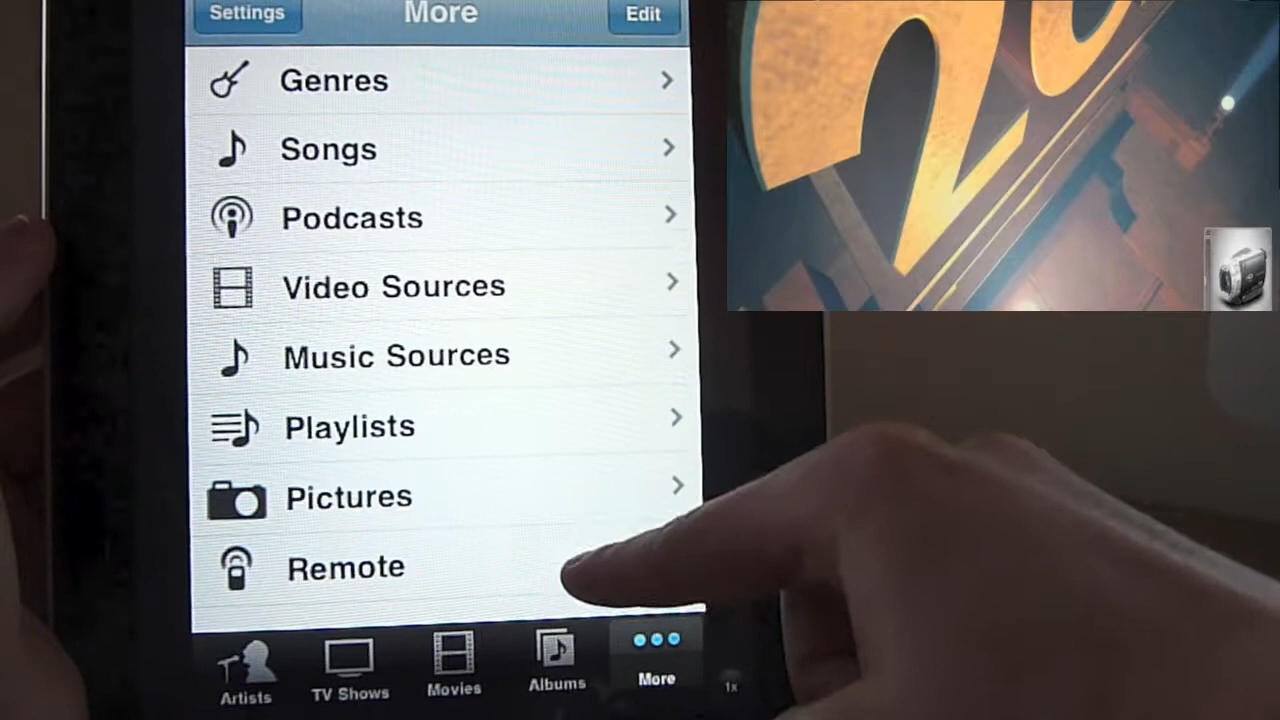 Settings
More
Edit
Genres
Songs
Podcasts
Video Sources
Music Sources
Playlists
Pictures
Remote
Artists
TV Shows
Movies
Albums
More
1x
20